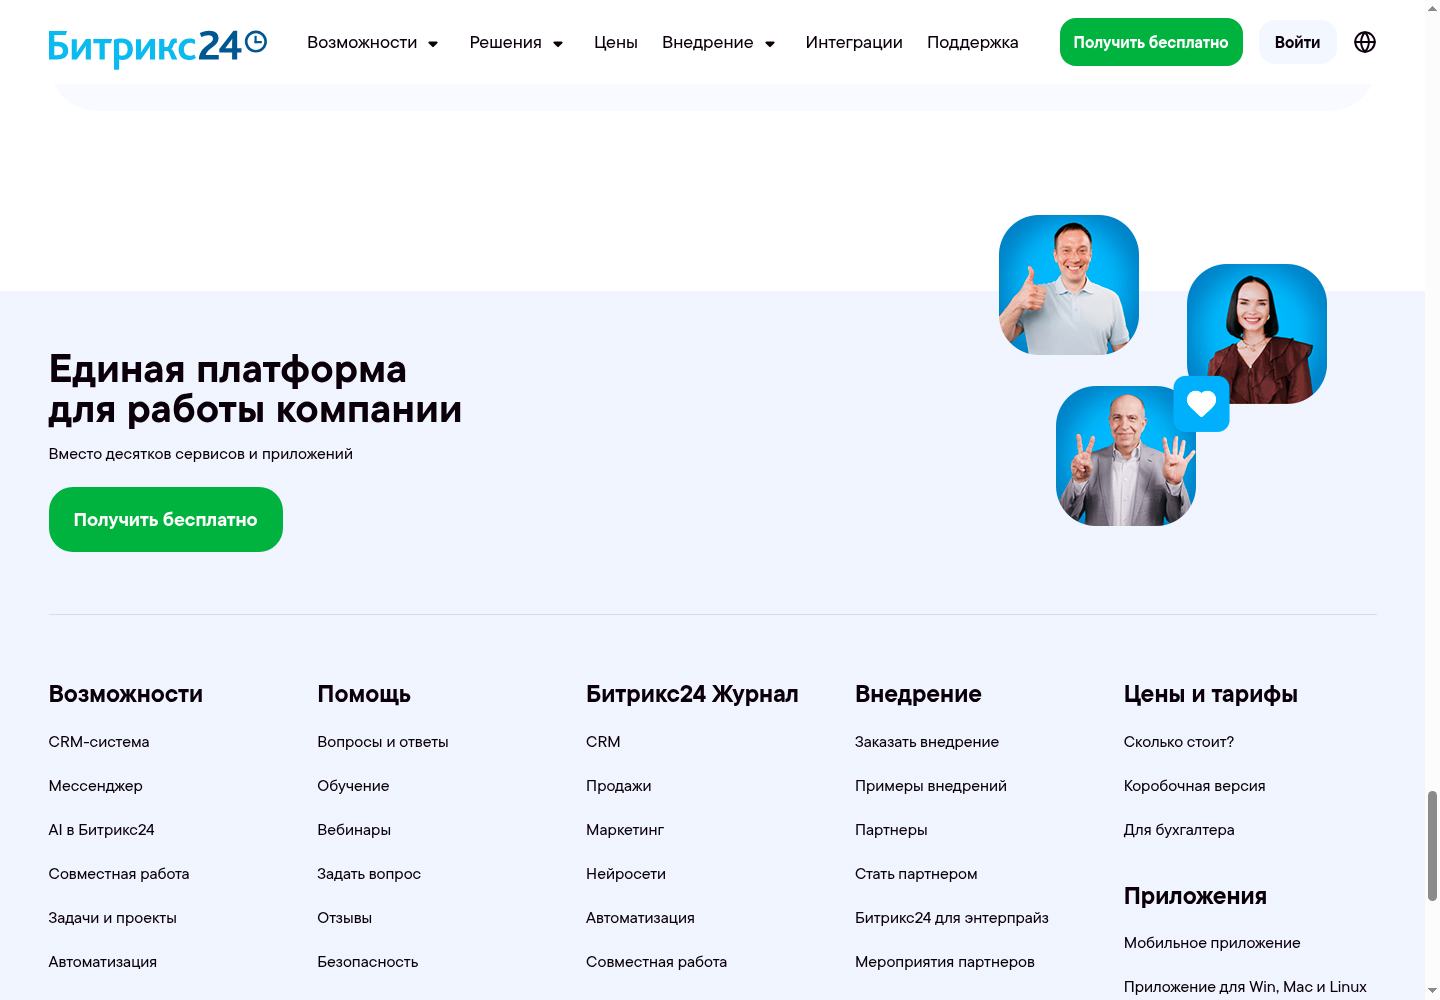 Битрикс24
Возможности
Решения
Цены
Внедрение
Интеграции
Поддержка
Получить бесплатно
Войти
Единая платформа
для работы компании
Вместо десятков сервисов и приложений
Получить бесплатно
Возможности
CRM-система
Мессенджер
AI в Битрикс24
Совместная работа
Задачи и проекты
Автоматизация
Помощь
Вопросы и ответы
Обучение
Вебинары
Задать вопрос
Отзывы
Безопасность
Битрикс24 Журнал
CRM
Продажи
Маркетинг
Нейросети
Автоматизация
Совместная работа
Внедрение
Заказать внедрение
Примеры внедрений
Партнеры
Стать партнером
Битрикс24 для энтерпрайз
Мероприятия партнеров
Цены и тарифы
Сколько стоит?
Коробочная версия
Для бухгалтера
Приложения
Мобильное приложение
Приложение для Win, Mac и Linux